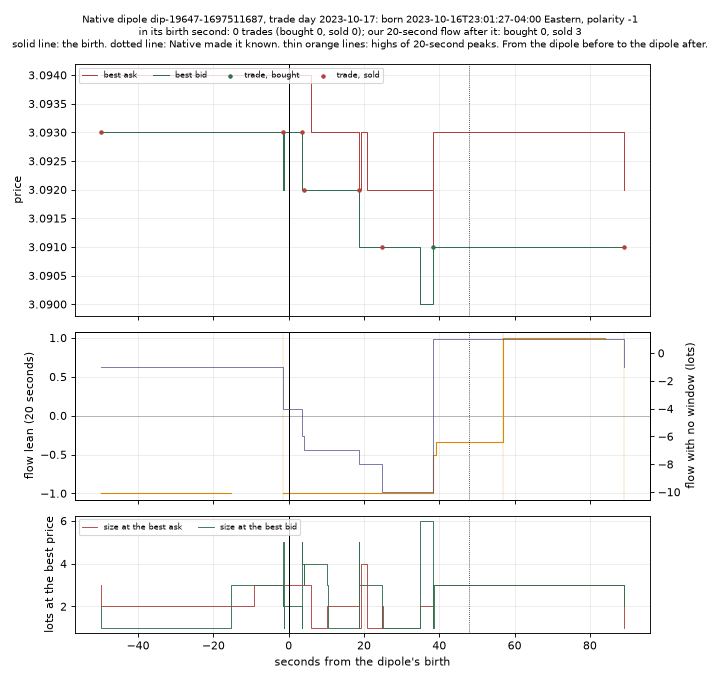 Native dipole dip-19647-1697511687, trade day 2023-10-17: born 2023-10-16T23:01:27-04:00 Eastern, polarity -1
in its birth second: 0 trades (bought 0, sold 0); our 20-second flow after it: bought 0, sold 3
solid line: the birth. dotted line: Native made it known. thin orange lines: highs of 20-second peaks. From the dipole before to the dipole after.
best ask best bid trade, bought trade, sold
3.0940
3.0935
3.0930
3.0925
3.0920
3.0915
3.0910
3.0905
3.0900
price
1.0
0.5
0.0
−0.5
−1.0
flow lean (20 seconds)
0
−2
−4
−6
−8
−10
flow with no window (lots)
size at the best ask size at the best bid
6
4
2
lots at the best price
−40 −20 0 20 40 60 80
seconds from the dipole's birth